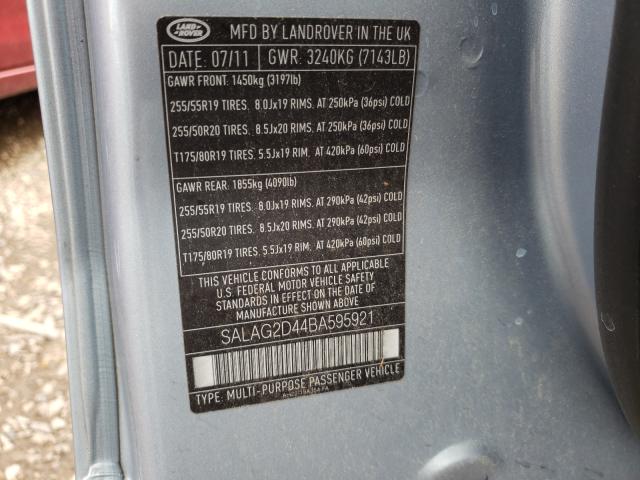 LAND ROVER
MFD BY LANDROVER IN THE UK
DATE: 07/11 GWR: 3240KG (7143LB)
GAWR FRONT: 1450kg (3197lb)
255/55R19 TIRES. 8.0Jx19 RIMS. AT 250kPa (36psi) COLD
255/50R20 TIRES. 8.5Jx20 RIMS. AT 250kPa (36psi) COLD
T175/80R19 TIRES. 5.5Jx19 RIM. AT 420kPa (60psi) COLD
GAWR REAR. 1855kg (4090lb)
255/55R19 TIRES. 8.0Jx19 RIMS. AT 290kPa (42psi) COLD
255/50R20 TIRES. 8.5Jx20 RIMS. AT 290kPa (42psi) COLD
T175/80R19 TIRES. 5.5Jx19 RIM. AT 420kPa (60psi) COLD
THIS VEHICLE CONFORMS TO ALL APPLICABLE
U.S. FEDERAL MOTOR VEHICLE SAFETY STANDARDS
IN EFFECT ON THE DATE OF
MANUFACTURE SHOWN ABOVE
SALAG2D44BA595921
TYPE: MULTI-PURPOSE PASSENGER VEHICLE